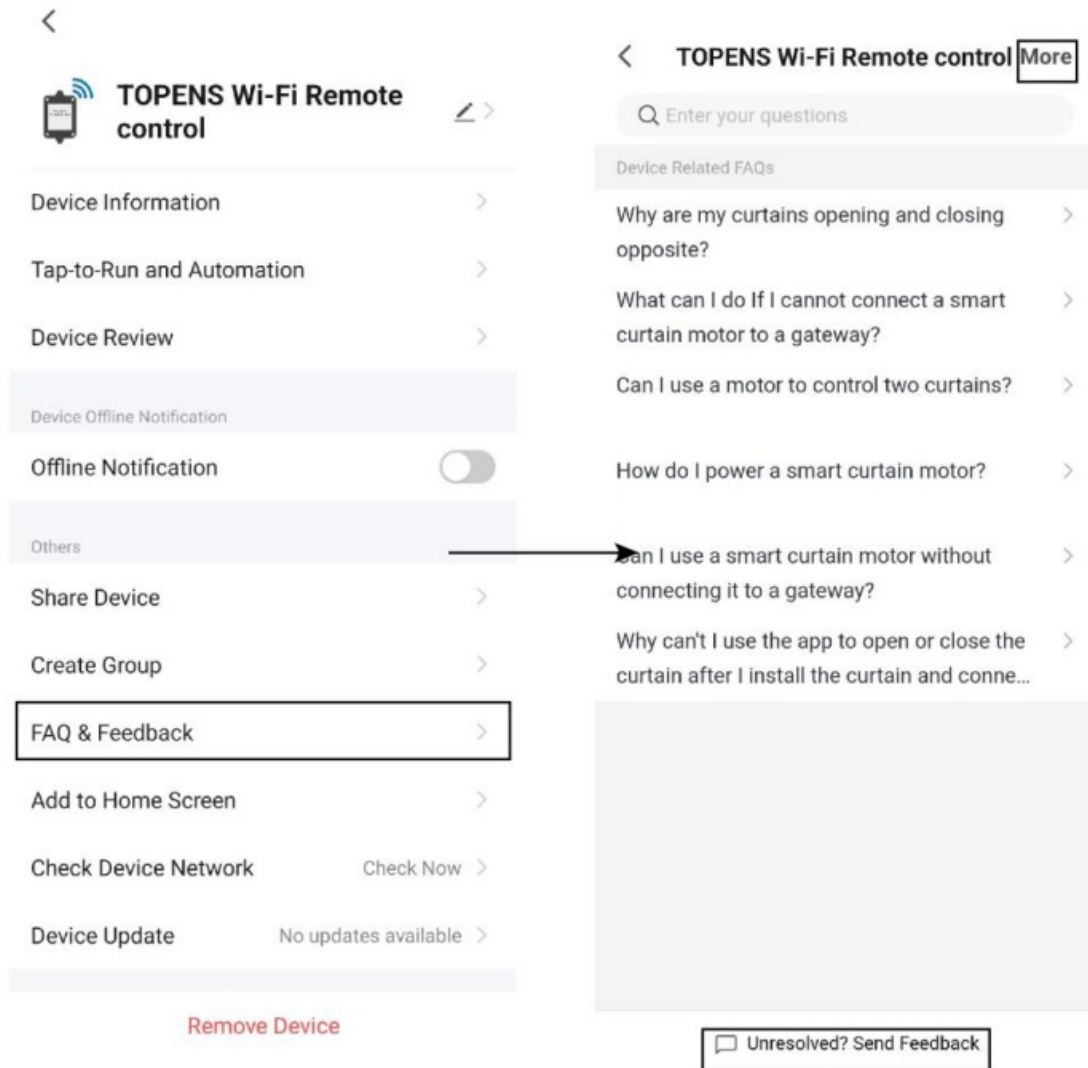 TOPENS Wi-Fi Remote
control
Device Information
Tap-to-Run and Automation
Device Review
Device Offline Notification
Offline Notification
Others
Share Device
Create Group
FAQ & Feedback
Add to Home Screen
Check Device Network Check Now
Device Update No updates available
Remove Device
TOPENS Wi-Fi Remote control More
Enter your questions
Device Related FAQs
Why are my curtains opening and closing
opposite?
What can I do If I cannot connect a smart
curtain motor to a gateway?
Can I use a motor to control two curtains?
How do I power a smart curtain motor?
Can I use a smart curtain motor without
connecting it to a gateway?
Why can't I use the app to open or close the
curtain after I install the curtain and conne...
Unresolved? Send Feedback